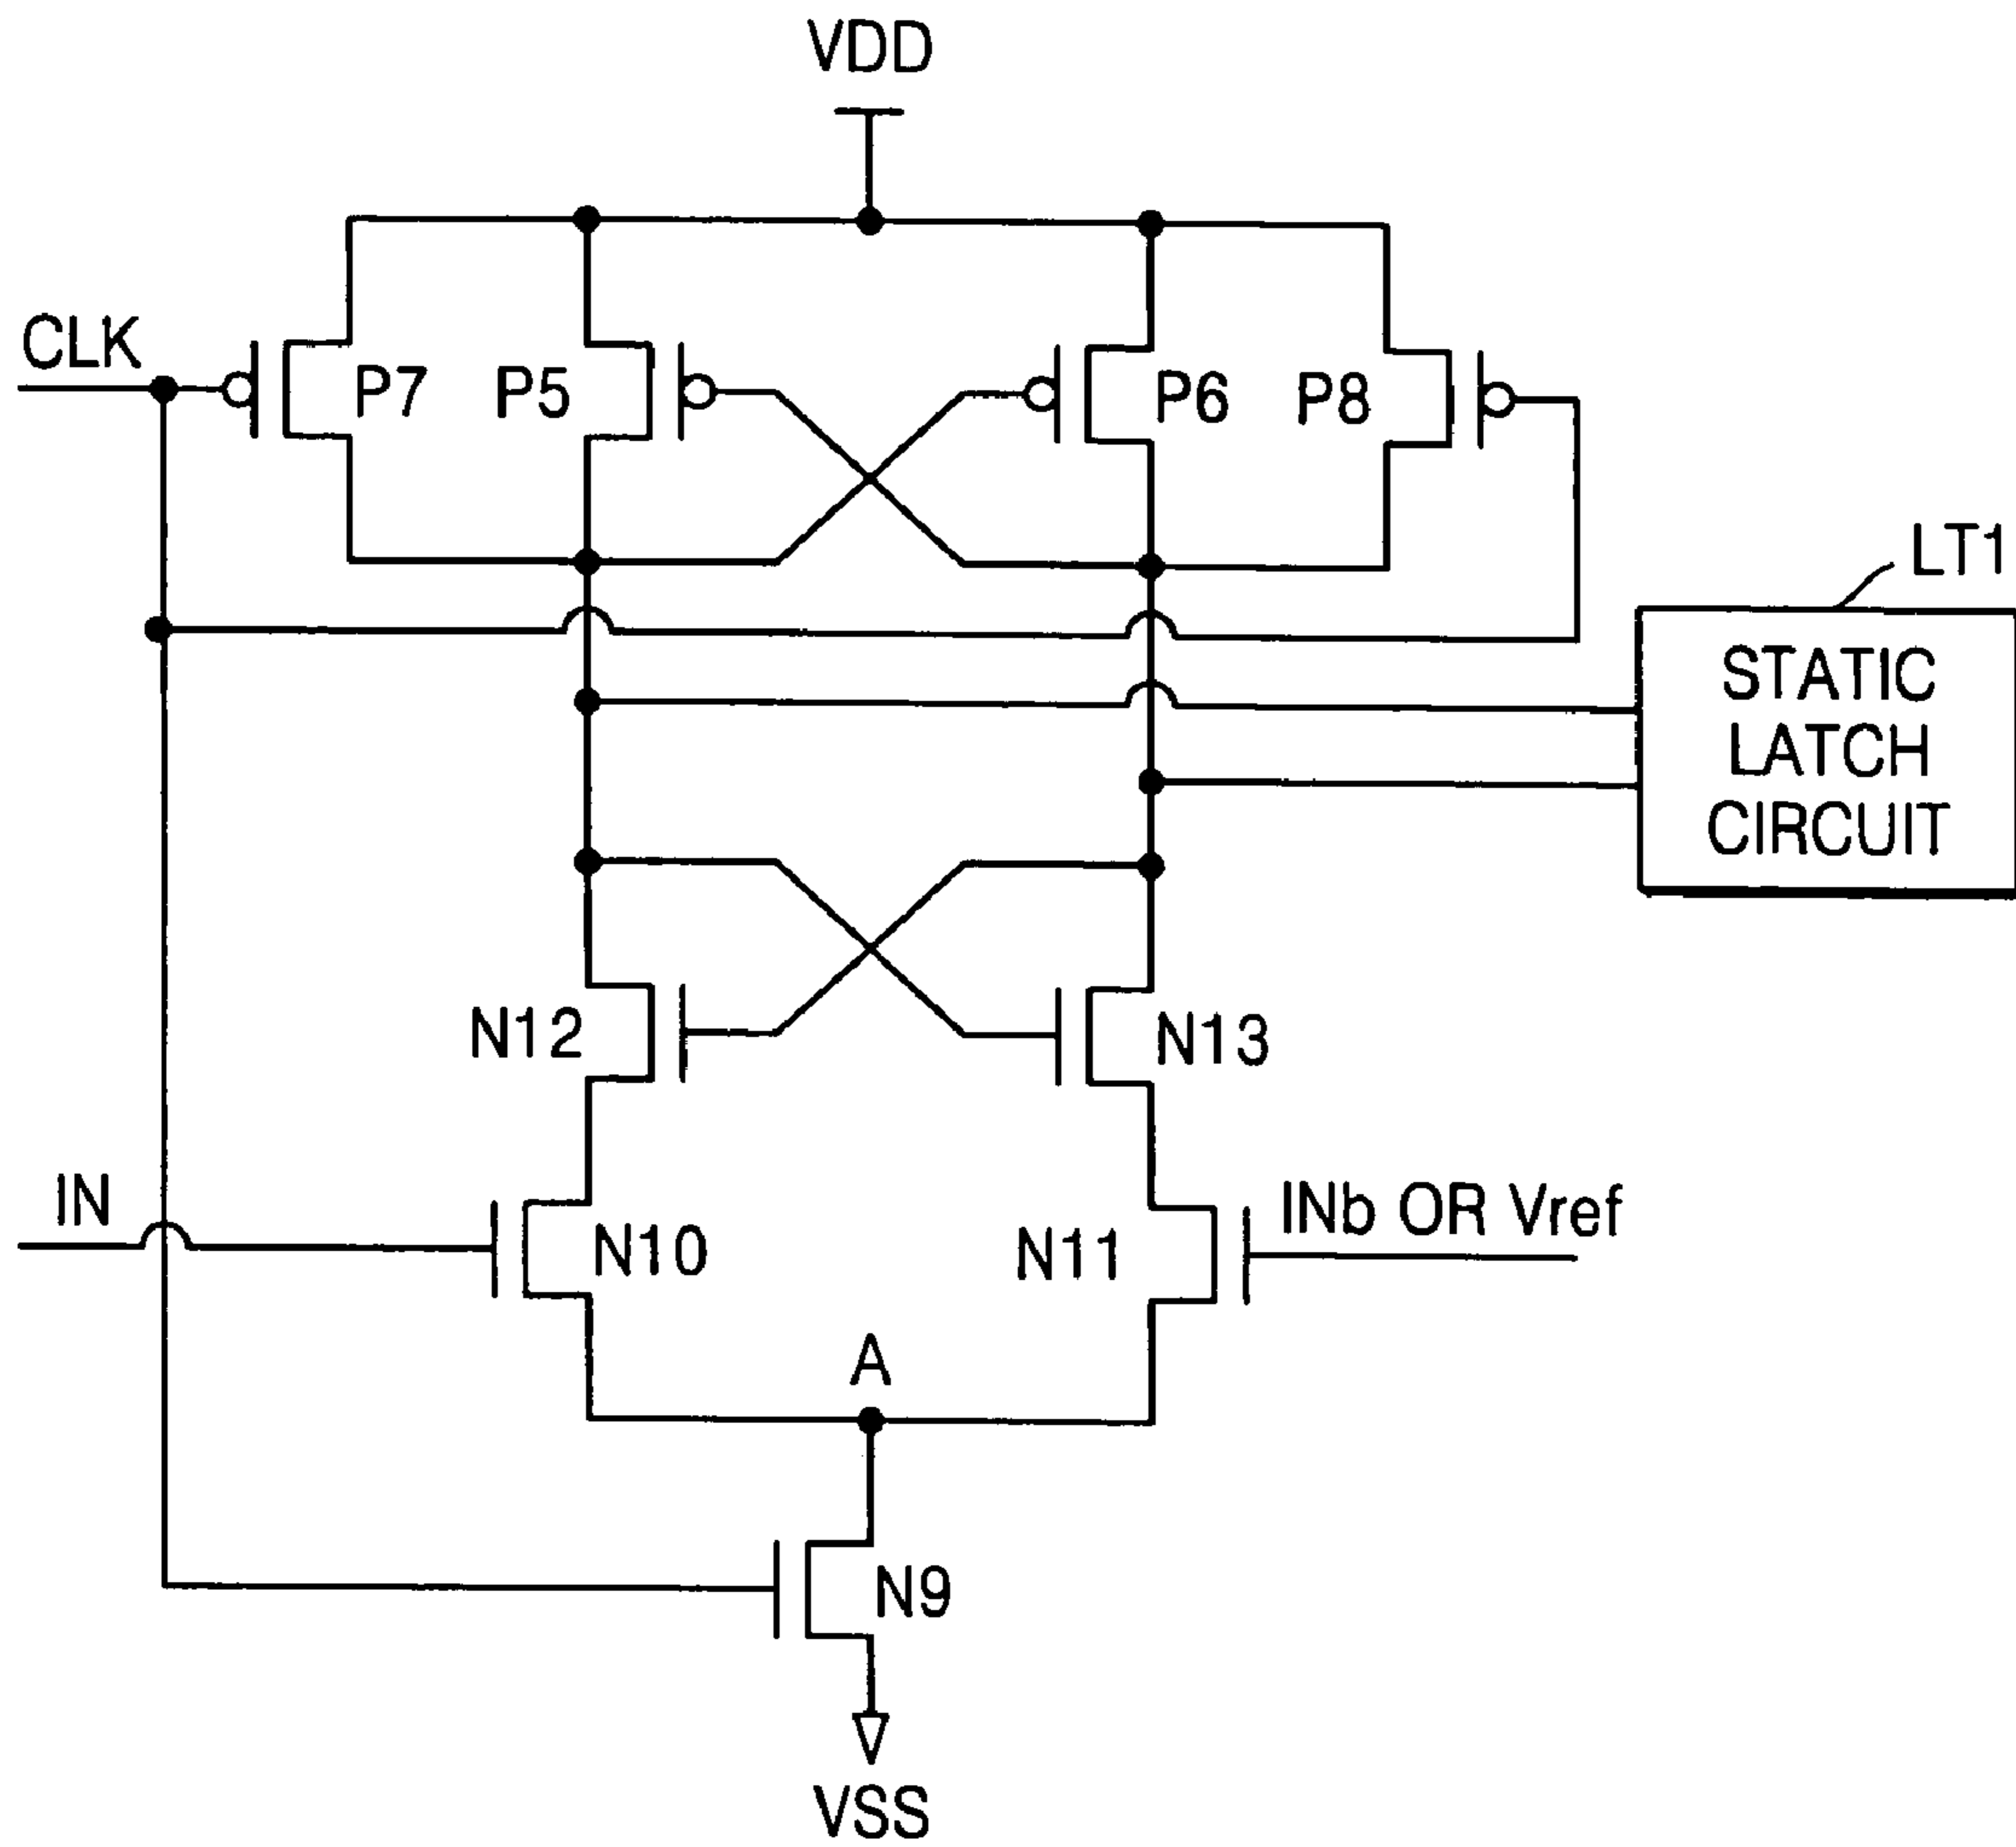 VDD
CLK
P7
P5
P6
P8
LT1
STATIC
LATCH
CIRCUIT
N12
N13
IN
INb OR Vref
N10
N11
A
N9
VSS